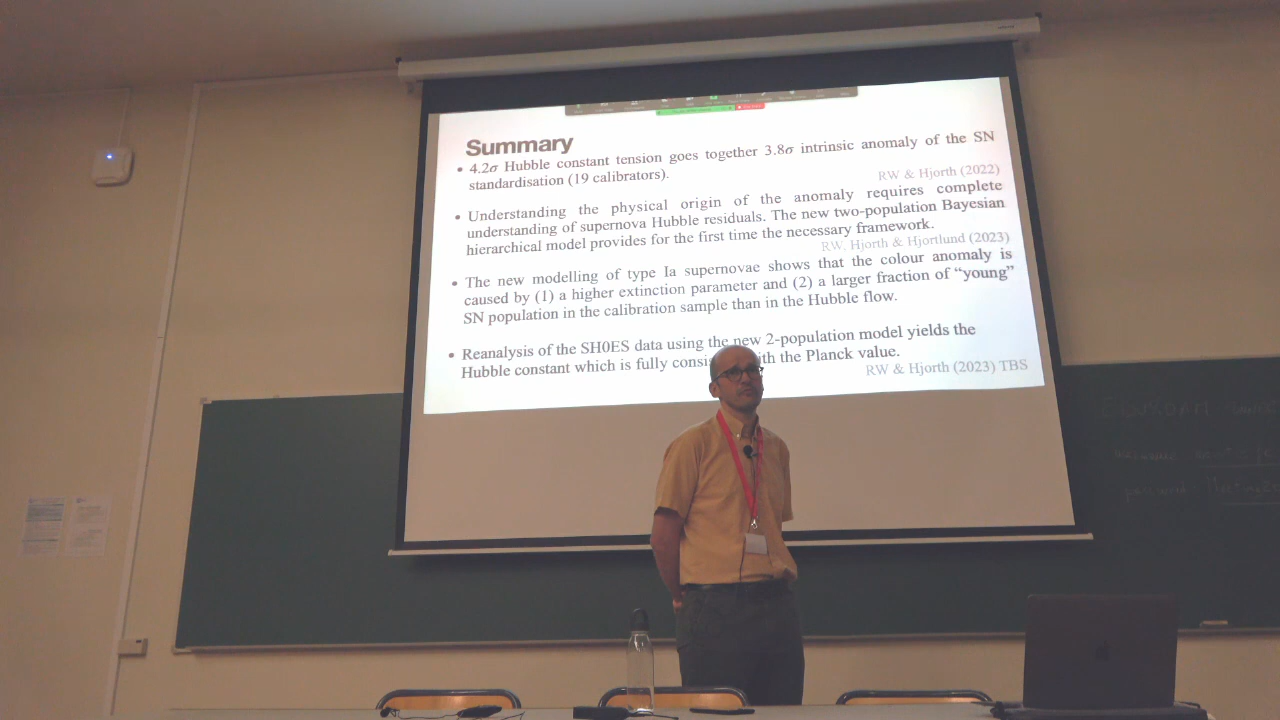 Summary
• 4.2σ Hubble constant tension goes together 3.8σ intrinsic anomaly of the SN
standardisation (19 calibrators).
RW & Hjorth (2022)
• Understanding the physical origin of the anomaly requires complete
understanding of supernova Hubble residuals. The new two-population Bayesian
hierarchical model provides for the first time the necessary framework.
RW, Hjorth & Hjortlund (2023)
• The new modelling of type Ia supernovae shows that the colour anomaly is
caused by (1) a higher extinction parameter and (2) a larger fraction of “young”
SN population in the calibration sample than in the Hubble flow.
• Reanalysis of the SH0ES data using the new 2-population model yields the
Hubble constant which is fully consis with the Planck value.
RW & Hjorth (2023) TBS